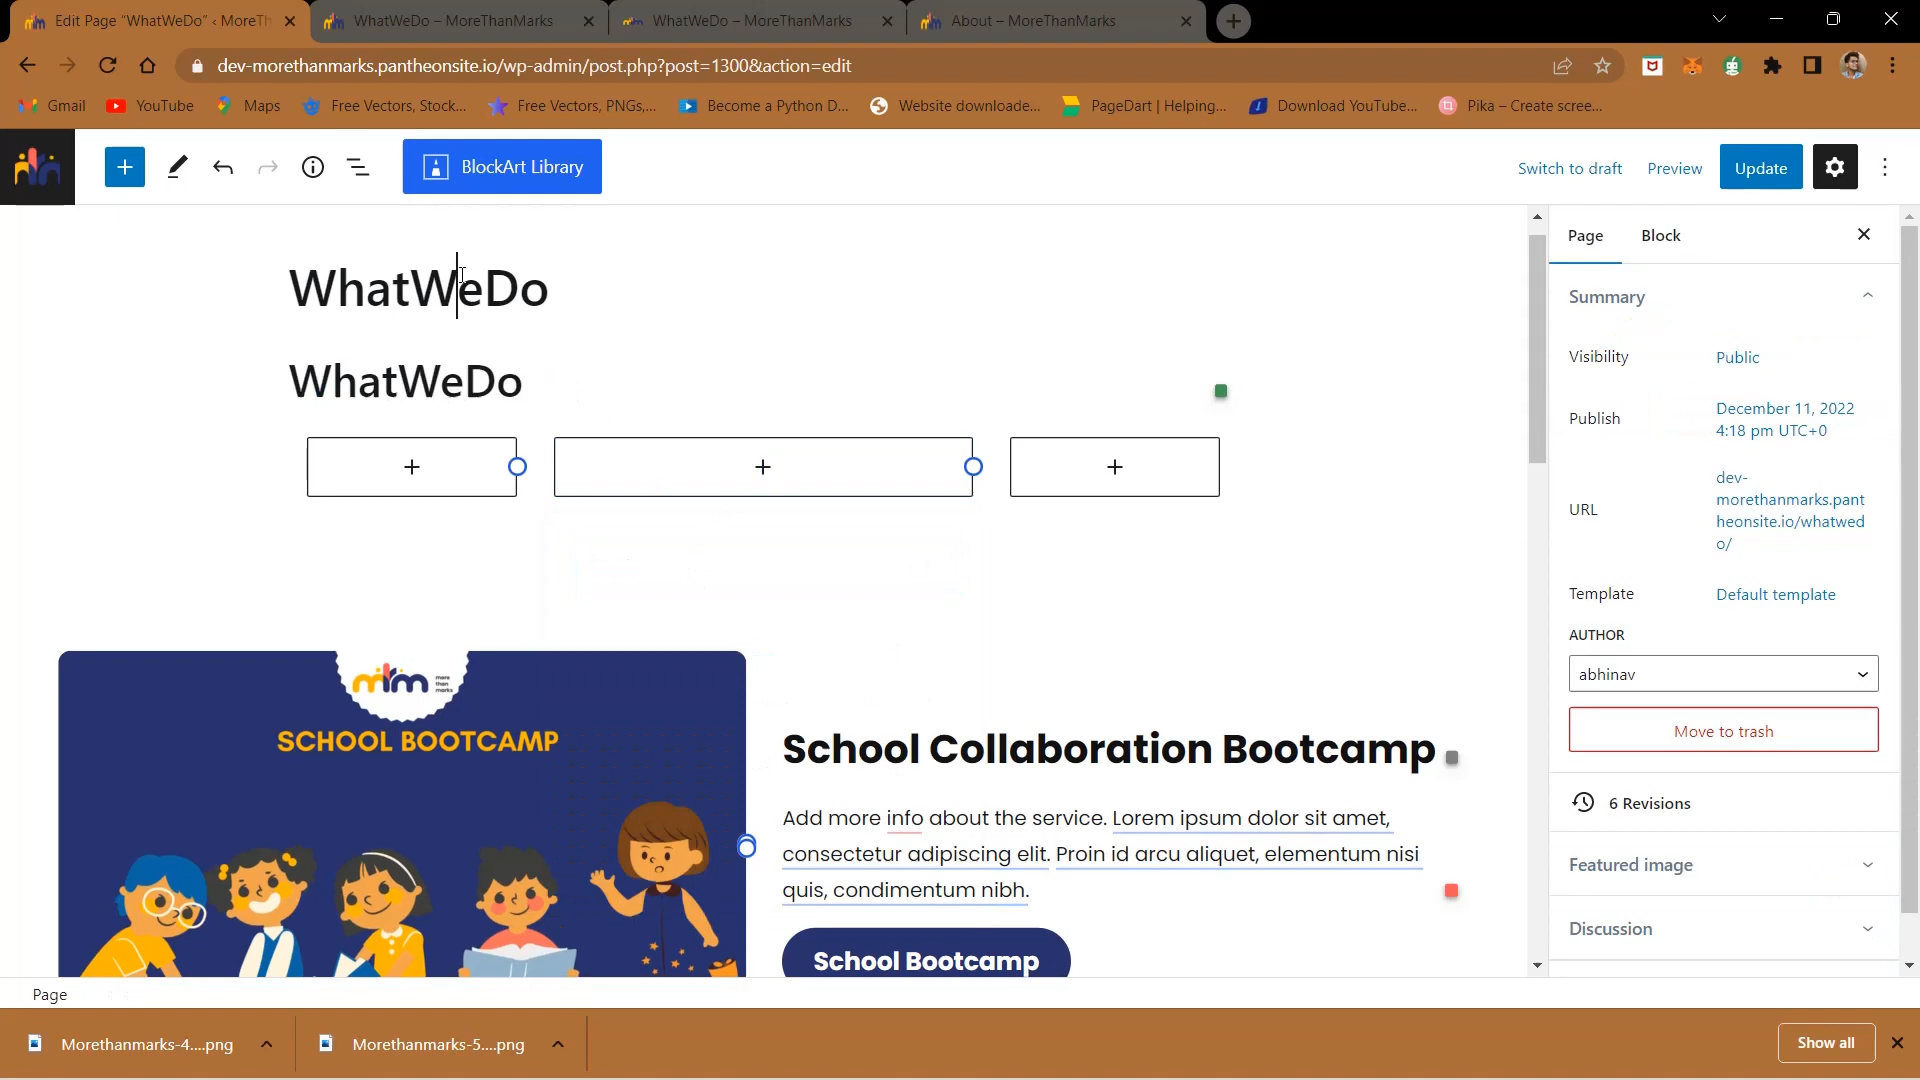 Edit Page "WhatWeDo" ‹ MoreTh
WhatWeDo – MoreThanMarks
WhatWeDo – MoreThanMarks
About – MoreThanMarks
dev-morethanmarks.pantheonsite.io/wp-admin/post.php?post=1300&action=edit
Gmail
YouTube
Maps
Free Vectors, Stock...
Free Vectors, PNGs,...
Become a Python D...
Website downloade...
PageDart | Helping...
Download YouTube...
Pika – Create scree...
BlockArt Library
Switch to draft
Preview
Update
WhatWeDo
WhatWeDo
mtm more than marks
SCHOOL BOOTCAMP
School Collaboration Bootcamp
Add more info about the service. Lorem ipsum dolor sit amet,
consectetur adipiscing elit. Proin id arcu aliquet, elementum nisi
quis, condimentum nibh.
School Bootcamp
Page
Block
Summary
Visibility
Public
Publish
December 11, 2022
4:18 pm UTC+0
URL
dev-
morethanmarks.pant
heonsite.io/whatwed
o/
Template
Default template
AUTHOR
abhinav
Move to trash
6 Revisions
Featured image
Discussion
Page
Morethanmarks-4....png
Morethanmarks-5....png
Show all